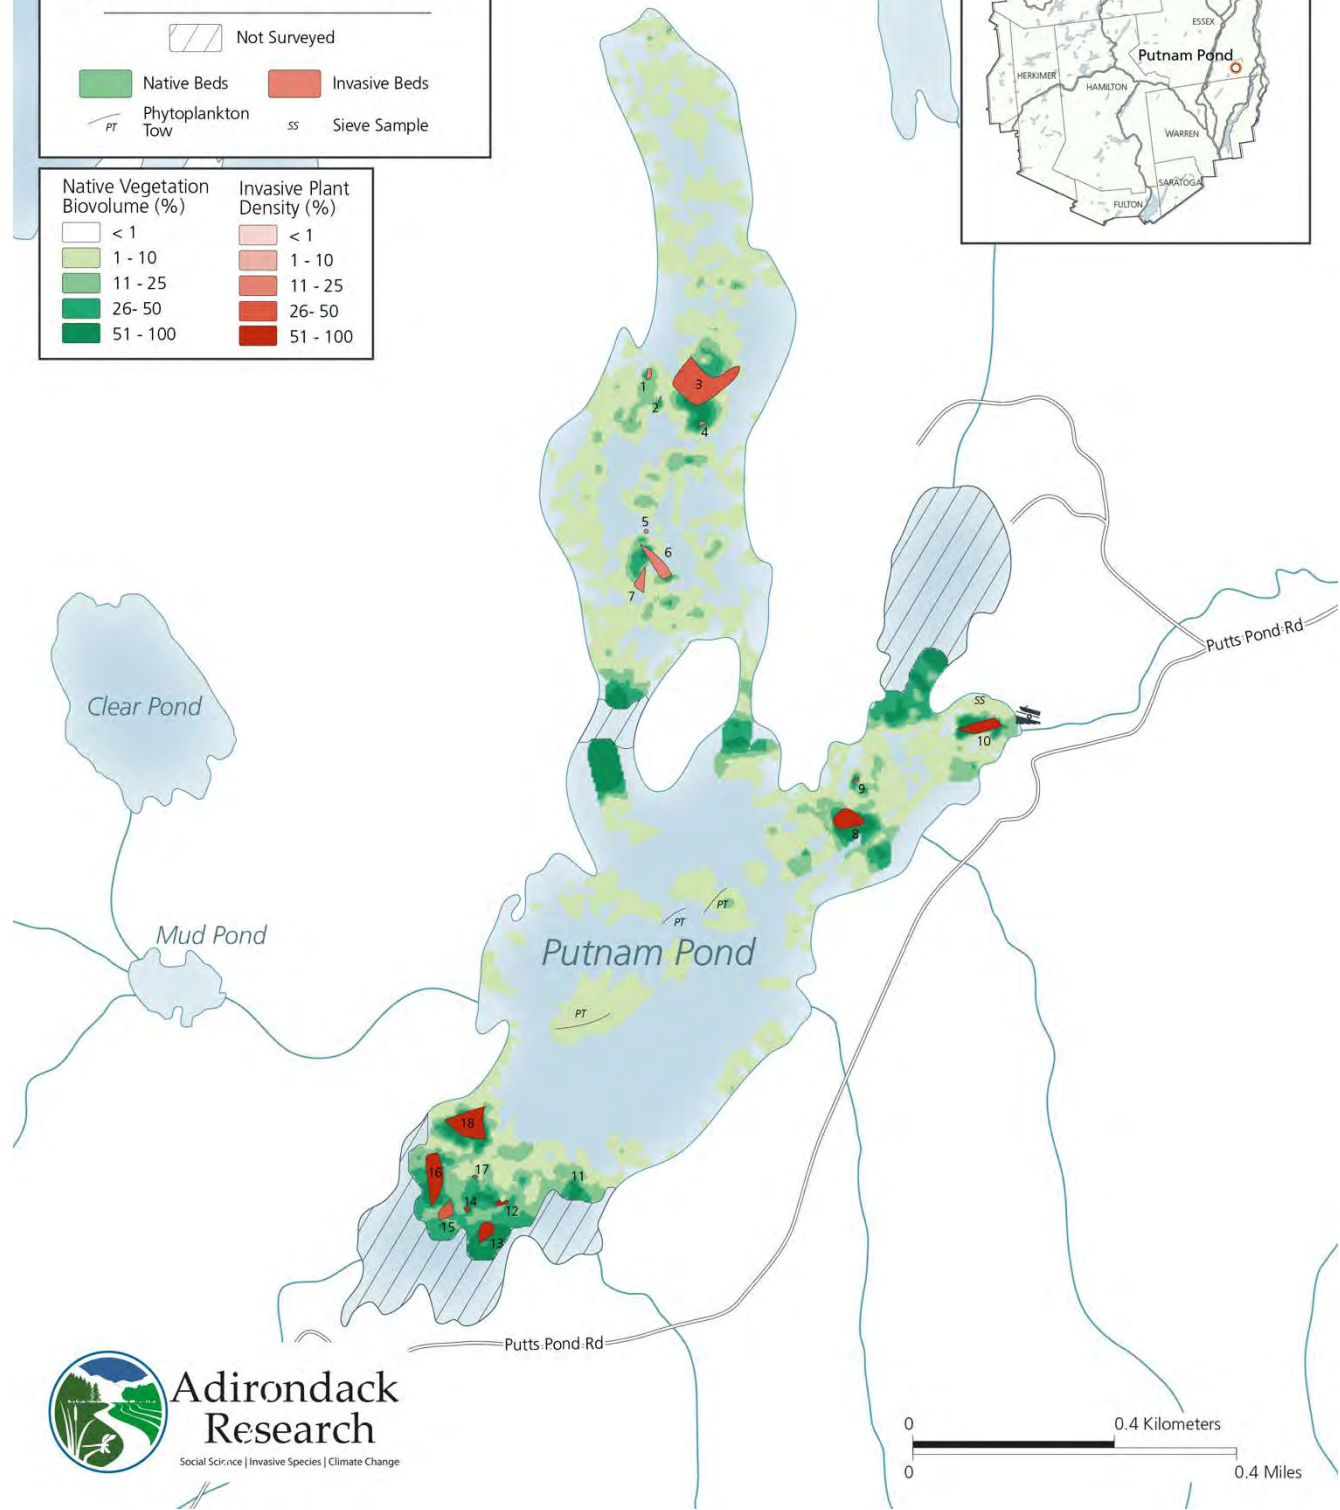 Not Surveyed
Native Beds
Invasive Beds
PT
Phytoplankton
Tow
SS
Sieve Sample
Native Vegetation
Biovolume (%)
< 1
1 - 10
11 - 25
26- 50
51 - 100
Invasive Plant
Density (%)
< 1
1 - 10
11 - 25
26- 50
51 - 100
ESSEX
Putnam Pond
HERKIMER
HAMILTON
WARREN
SARATOGA
FULTON
1
2
3
4
5
6
7
Putts Pond Rd
Clear Pond
SS
10
9
8
PT
PT
Mud Pond
Putnam Pond
PT
18
16
17
11
14
12
15
13
Putts Pond Rd
Adirondack
Research
Social Science | Invasive Species | Climate Change
0
0.4 Kilometers
0
0.4 Miles